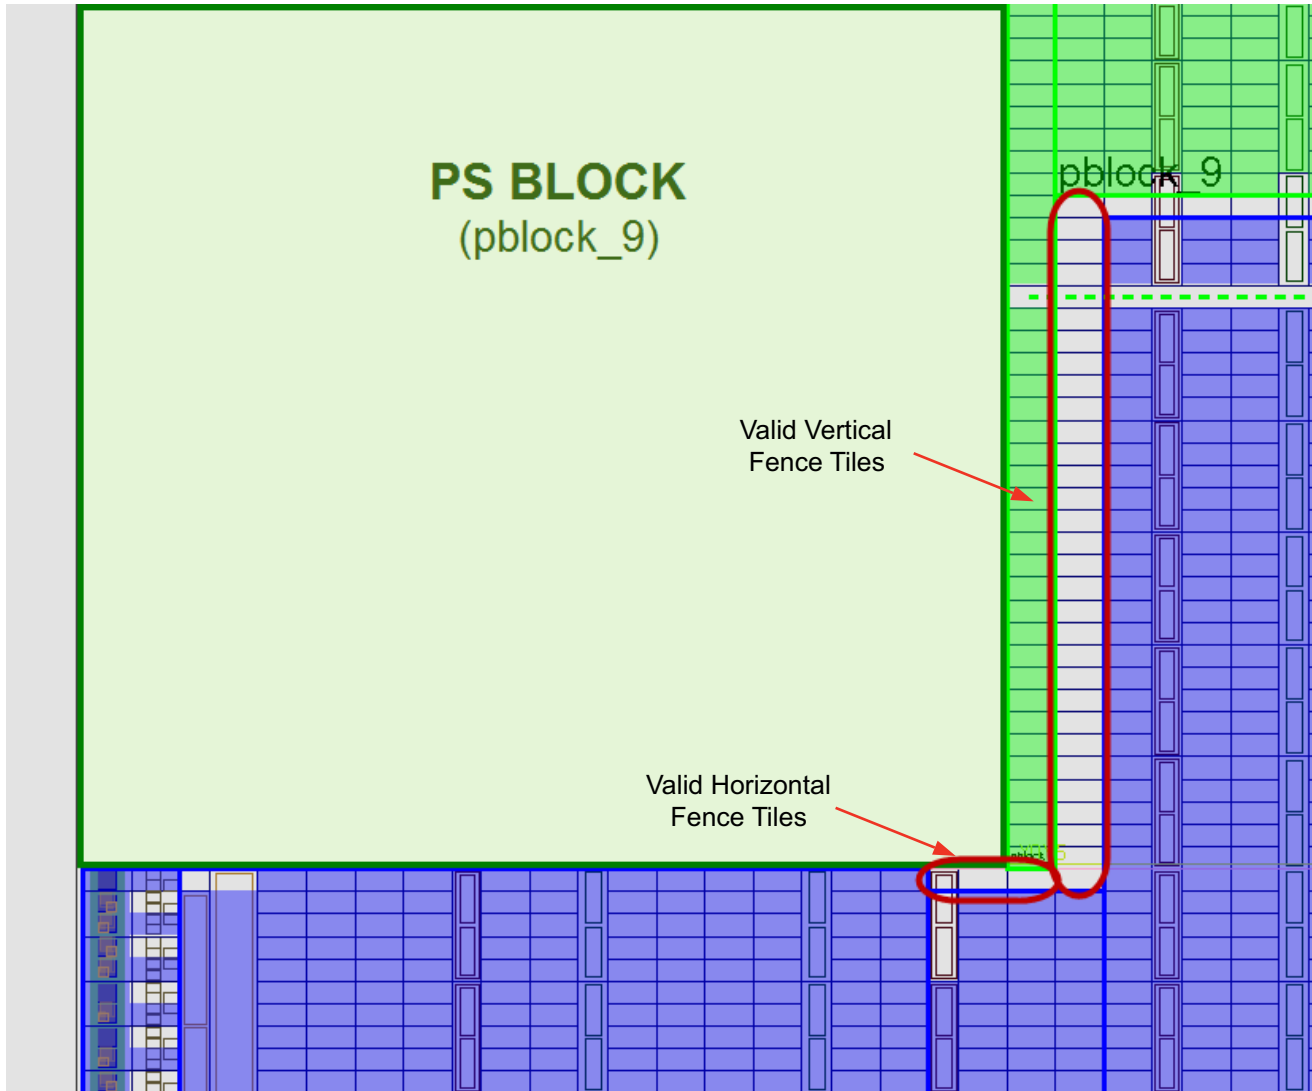 PS BLOCK
(pblock_9)
pblock_9
Valid Vertical
Fence Tiles
Valid Horizontal
Fence Tiles